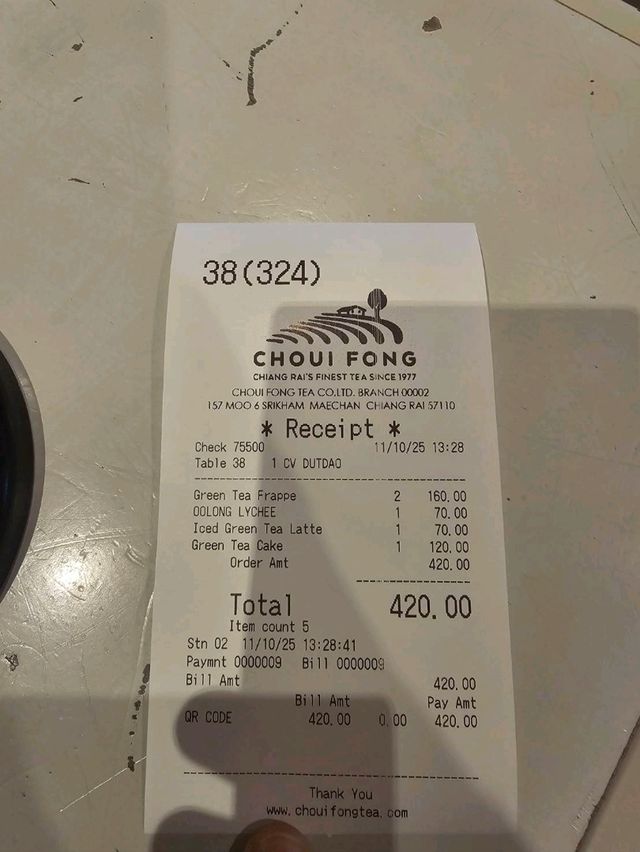 38(324)
CHOUI FONG
CHIANG RAI'S FINEST TEA SINCE 1977
CHOUI FONG TEA CO.,LTD. BRANCH 00002
157 MOO 6 SRIKHAM MAECHAN CHIANG RAI 57110
* Receipt *
Check 75500 11/10/25 13:28
Table 38 1 CV DUTDAO
Green Tea Frappe 2 160.00
OOLONG LYCHEE 1 70.00
Iced Green Tea Latte 1 70.00
Green Tea Cake 1 120.00
Order Amt 420.00
Total 420.00
Item count 5
Stn 02 11/10/25 13:28:41
Paymnt 0000009 Bill 0000009
Bill Amt 420.00
Bill Amt Pay Amt
QR CODE 420.00 0.00 420.00
Thank You
www.chouifongtea.com